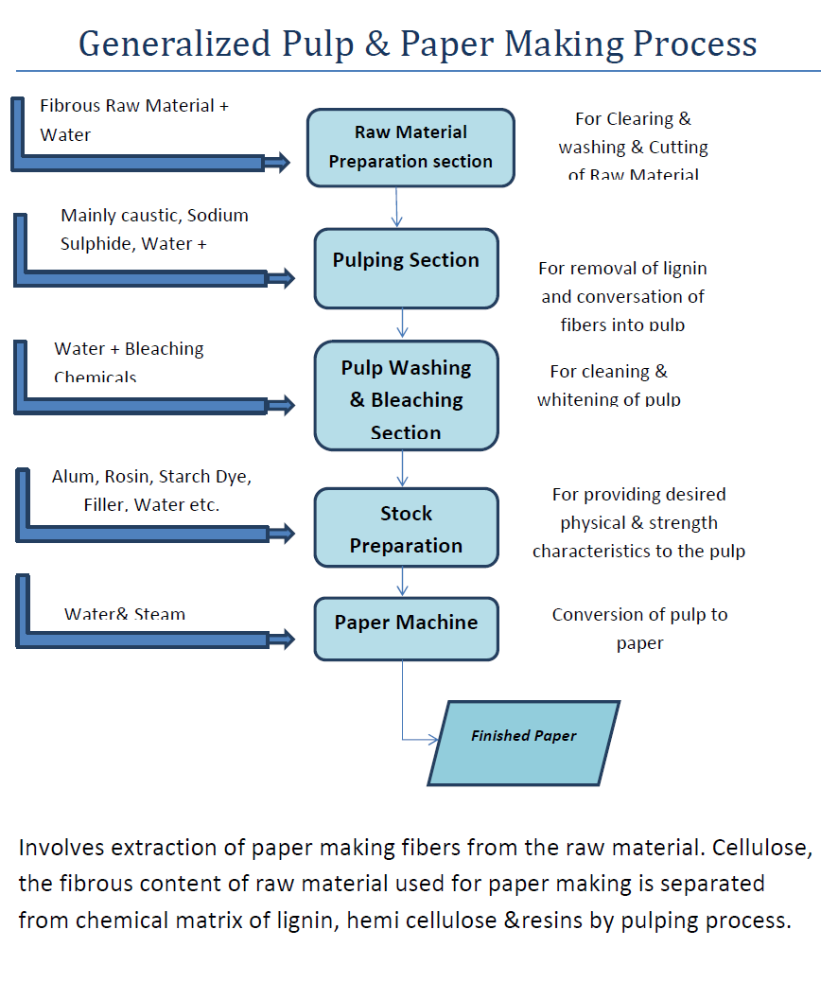 Generalized Pulp & Paper Making Process
Fibrous Raw Material +
Water
Raw Material
Preparation section
For Clearing &
washing & Cutting
of Raw Material
Mainly caustic, Sodium
Sulphide, Water +
Pulping Section
For removal of lignin
and conversation of
fibers into pulp
Water + Bleaching
Chemicals
Pulp Washing
& Bleaching
Section
For cleaning &
whitening of pulp
Alum, Rosin, Starch Dye,
Filler, Water etc.
Stock
Preparation
For providing desired
physical & strength
characteristics to the pulp
Water& Steam
Paper Machine
Conversion of pulp to
paper
Finished Paper
Involves extraction of paper making fibers from the raw material. Cellulose,
the fibrous content of raw material used for paper making is separated
from chemical matrix of lignin, hemi cellulose &resins by pulping process.